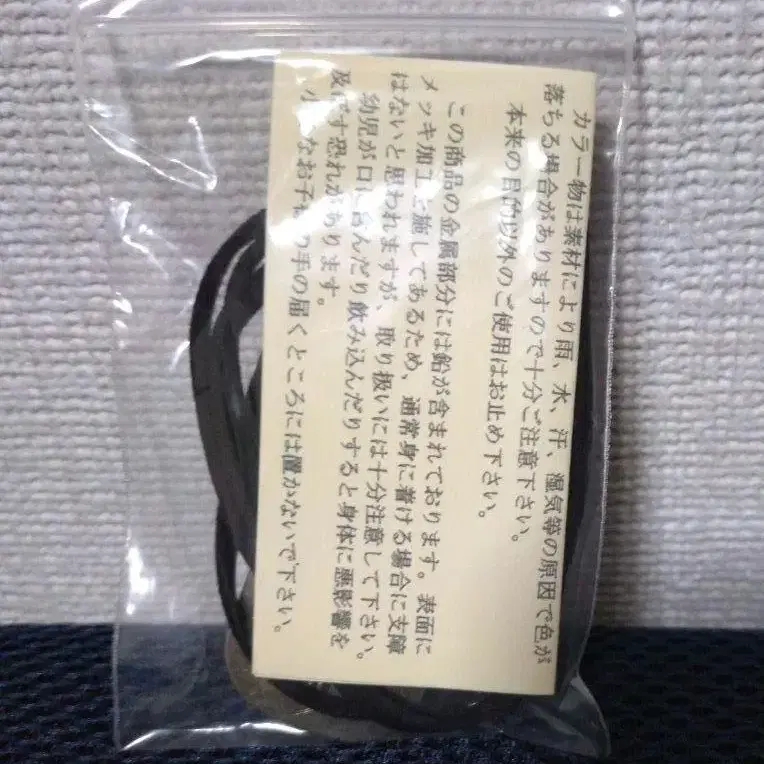 カラー物は素材により雨、水、汗、湿気等の原因で色が
落ちる場合がありますので十分ご注意下さい。
本来の目的以外のご使用はお止め下さい。
この商品の金属部分には鉛が含まれております。表面に
メッキ加工を施してあるため、通常身に着ける場合に支障
はないと思われますが、取り扱いには十分注意して下さい。
幼児が口に含んだり飲み込んだりすると身体に悪影響を
及ぼす恐れがあります。
小さなお子様の手の届くところには置かないで下さい。